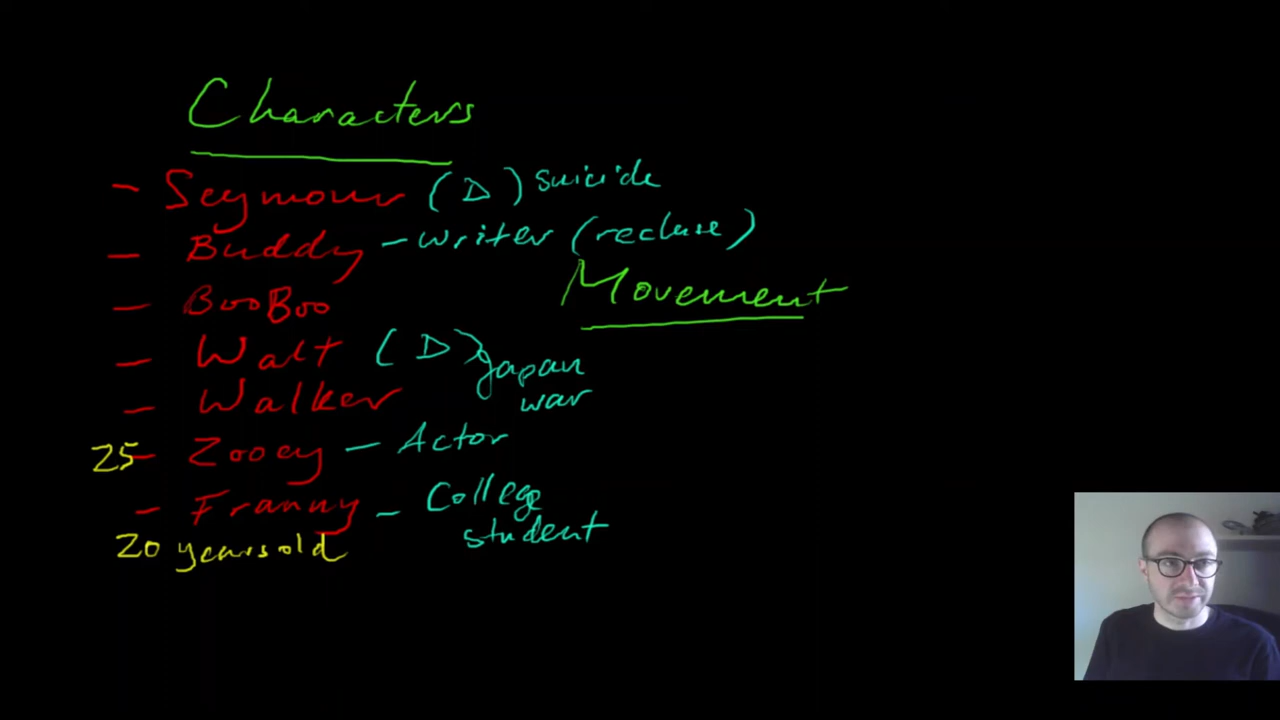 Characters
- Seymour (D) suicide
- Buddy - writer (recluse)
Movement
- BooBoo
- Walt (D) japan
war
- Walker
25 - Zooey - Actor
- Franny - College
student
20 years old